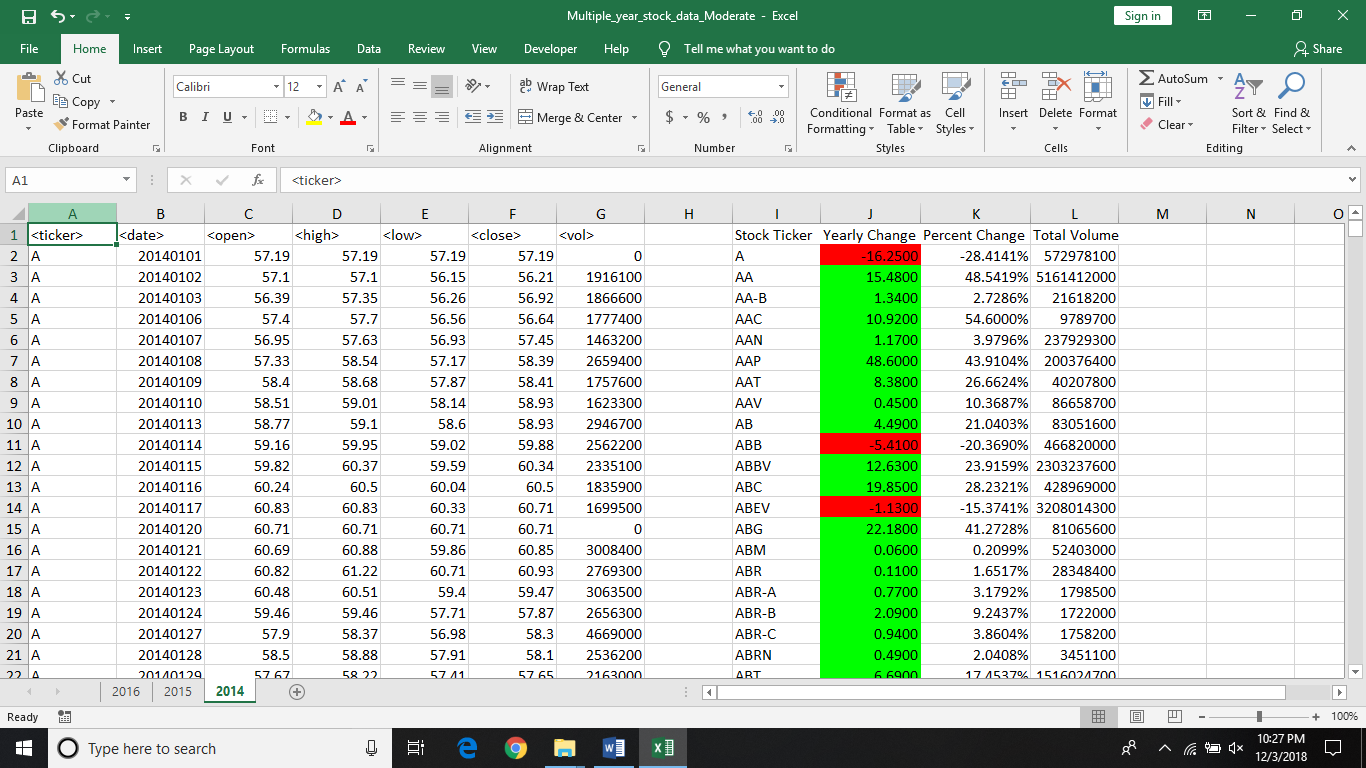 Multiple_year_stock_data_Moderate - Excel
Sign in
File Home Insert Page Layout Formulas Data Review View Developer Help Tell me what you want to do Share
Cut
Copy
Format Painter
Paste
Clipboard
Calibri 12
B I U
Font
Wrap Text
Merge & Center
Alignment
General
$ % ,
Number
Conditional Formatting
Format as Table
Cell Styles
Styles
Insert Delete Format
Cells
AutoSum
Fill
Clear
Sort & Filter
Find & Select
Editing
A1 fx <ticker>
A B C D E F G H I J K L M N O
1 <ticker> <date> <open> <high> <low> <close> <vol> Stock Ticker Yearly Change Percent Change Total Volume
2 A 20140101 57.19 57.19 57.19 57.19 0 A -16.2500 -28.4141% 572978100
3 A 20140102 57.1 57.1 56.15 56.21 1916100 AA 15.4800 48.5419% 5161412000
4 A 20140103 56.39 57.35 56.26 56.92 1866600 AA-B 1.3400 2.7286% 21618200
5 A 20140106 57.4 57.7 56.56 56.64 1777400 AAC 10.9200 54.6000% 9789700
6 A 20140107 56.95 57.63 56.93 57.45 1463200 AAN 1.1700 3.9796% 237929300
7 A 20140108 57.33 58.54 57.17 58.39 2659400 AAP 48.6000 43.9104% 200376400
8 A 20140109 58.4 58.68 57.87 58.41 1757600 AAT 8.3800 26.6624% 40207800
9 A 20140110 58.51 59.01 58.14 58.93 1623300 AAV 0.4500 10.3687% 86658700
10 A 20140113 58.77 59.1 58.6 58.93 2946700 AB 4.4900 21.0403% 83051600
11 A 20140114 59.16 59.95 59.02 59.88 2562200 ABB -5.4100 -20.3690% 466820000
12 A 20140115 59.82 60.37 59.59 60.34 2335100 ABBV 12.6300 23.9159% 2303237600
13 A 20140116 60.24 60.5 60.04 60.5 1835900 ABC 19.8500 28.2321% 428969000
14 A 20140117 60.83 60.83 60.33 60.71 1699500 ABEV -1.1300 -15.3741% 3208014300
15 A 20140120 60.71 60.71 60.71 60.71 0 ABG 22.1800 41.2728% 81065600
16 A 20140121 60.69 60.88 59.86 60.85 3008400 ABM 0.0600 0.2099% 52403000
17 A 20140122 60.82 61.22 60.71 60.93 2769300 ABR 0.1100 1.6517% 28348400
18 A 20140123 60.48 60.51 59.4 59.47 3063500 ABR-A 0.7700 3.1792% 1798500
19 A 20140124 59.46 59.46 57.71 57.87 2656300 ABR-B 2.0900 9.2437% 1722000
20 A 20140127 57.9 58.37 56.98 58.3 4669000 ABR-C 0.9400 3.8604% 1758200
21 A 20140128 58.5 58.88 57.91 58.1 2536200 ABRN 0.4900 2.0408% 3451100
22 A 20140129 57.67 58.22 57.41 57.65 2163000 ABT 6.6900 17.4537% 1516024700
2016 2015 2014
Ready 100%
Type here to search
10:27 PM
12/3/2018